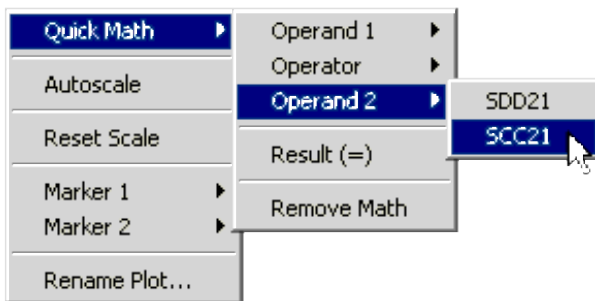 Quick Math
Autoscale
Reset Scale
Marker 1
Marker 2
Rename Plot...
Operand 1
Operator
Operand 2
Result (=)
Remove Math
SDD21
SCC21